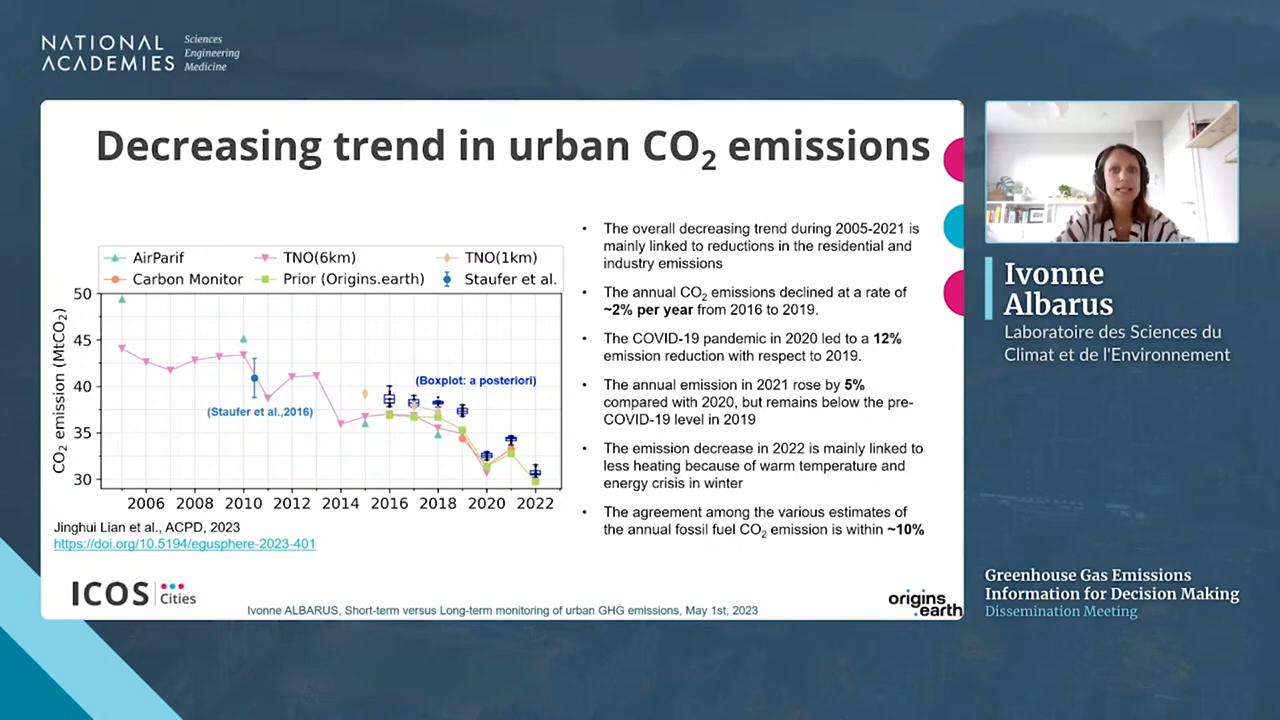 NATIONAL
ACADEMIES
Sciences
Engineering
Medicine
Decreasing trend in urban CO₂ emissions
AirParif
TNO(6km)
TNO(1km)
Carbon Monitor
Prior (Origins.earth)
Staufer et al.
CO₂ emission (MtCO₂)
50
45
40
35
30
(Boxplot: a posteriori)
(Staufer et al.,2016)
2006 2008 2010 2012 2014 2016 2018 2020 2022
Jinghui Lian et al., ACPD, 2023
https://doi.org/10.5194/egusphere-2023-401
• The overall decreasing trend during 2005-2021 is
mainly linked to reductions in the residential and
industry emissions
• The annual CO₂ emissions declined at a rate of
~2% per year from 2016 to 2019.
• The COVID-19 pandemic in 2020 led to a 12%
emission reduction with respect to 2019.
• The annual emission in 2021 rose by 5%
compared with 2020, but remains below the pre-
COVID-19 level in 2019
• The emission decrease in 2022 is mainly linked to
less heating because of warm temperature and
energy crisis in winter
• The agreement among the various estimates of
the annual fossil fuel CO₂ emission is within ~10%
ICOS Cities
Ivonne ALBARUS, Short-term versus Long-term monitoring of urban GHG emissions, May 1st, 2023
origins
.earth
Ivonne
Albarus
Laboratoire des Sciences du
Climat et de l'Environnement
Greenhouse Gas Emissions
Information for Decision Making
Dissemination Meeting